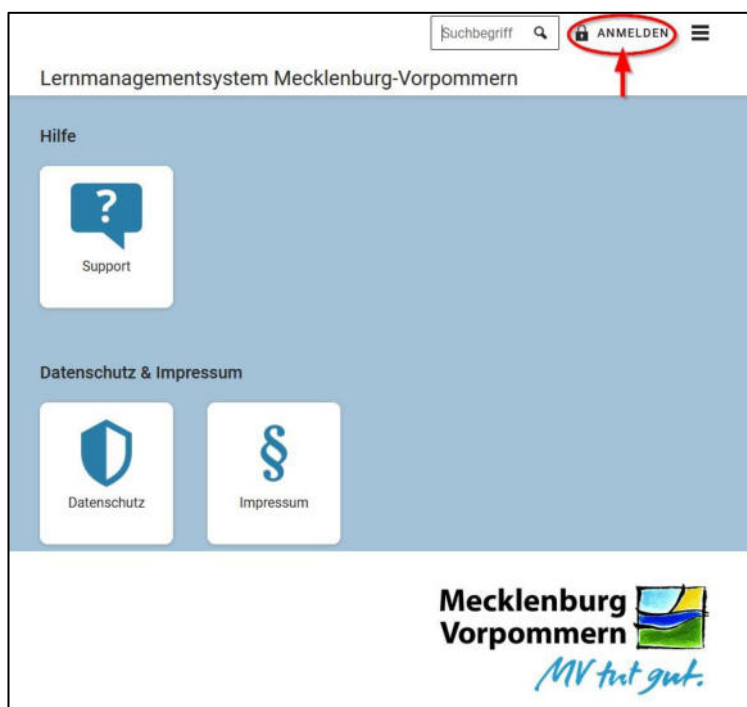 Suchbegriff ANMELDEN
Lernmanagementsystem Mecklenburg-Vorpommern
Hilfe
?
Support
Datenschutz & Impressum
§
Datenschutz Impressum
Mecklenburg
Vorpommern
MV tut gut.